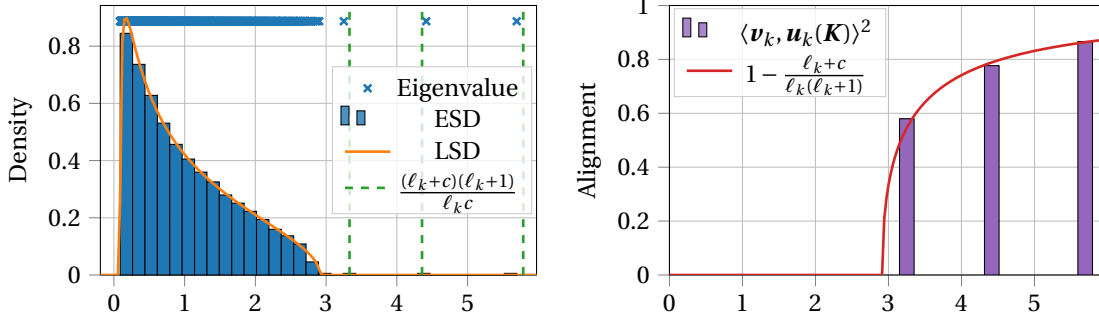 Density
0
0.2
0.4
0.6
0.8
0 1 2 3 4 5
Eigenvalue
ESD
LSD
(ℓ_k+c)(ℓ_k+1)
ℓ_k c
Alignment
0
0.2
0.4
0.6
0.8
1
0 1 2 3 4 5
⟨v_k, u_k(K)⟩²
1 − (ℓ_k+c)/(ℓ_k(ℓ_k+1))